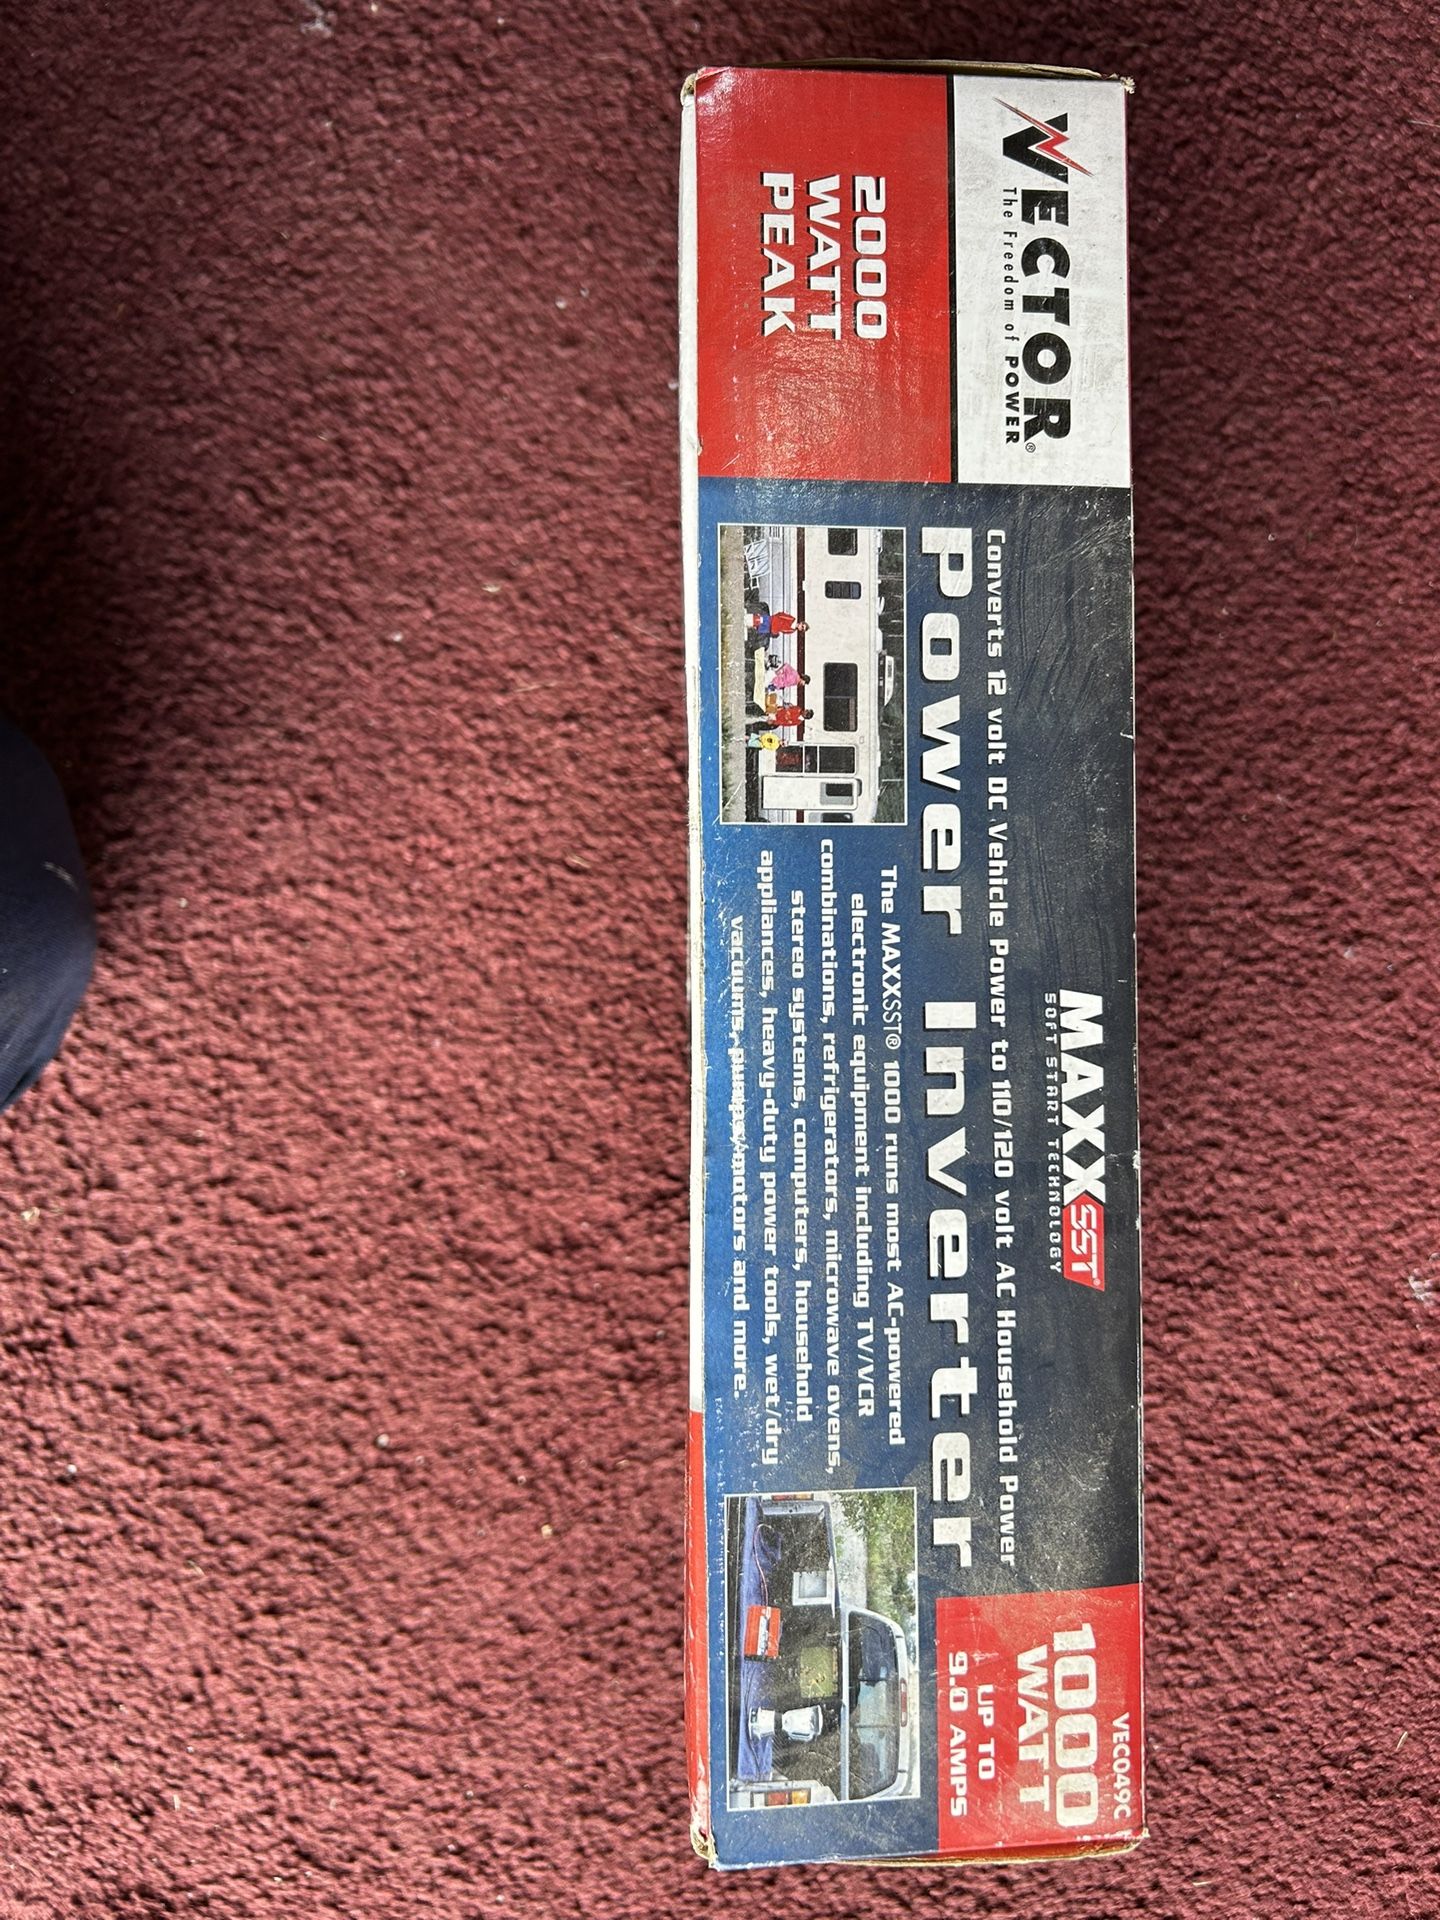 VECTOR®
The Freedom of POWER
2000
WATT
PEAK
MAXXSST®
SOFT START TECHNOLOGY
Converts 12 volt DC Vehicle Power to 110/120 volt AC Household Power
Power Inverter
The MAXXSST® 1000 runs most AC-powered
electronic equipment including TV/VCR
combinations, refrigerators, microwave ovens,
stereo systems, computers, household
appliances, heavy-duty power tools, wet/dry
vacuums, pumps/motors and more.
VEC049C
1000
WATT
UP TO
9.0 AMPS